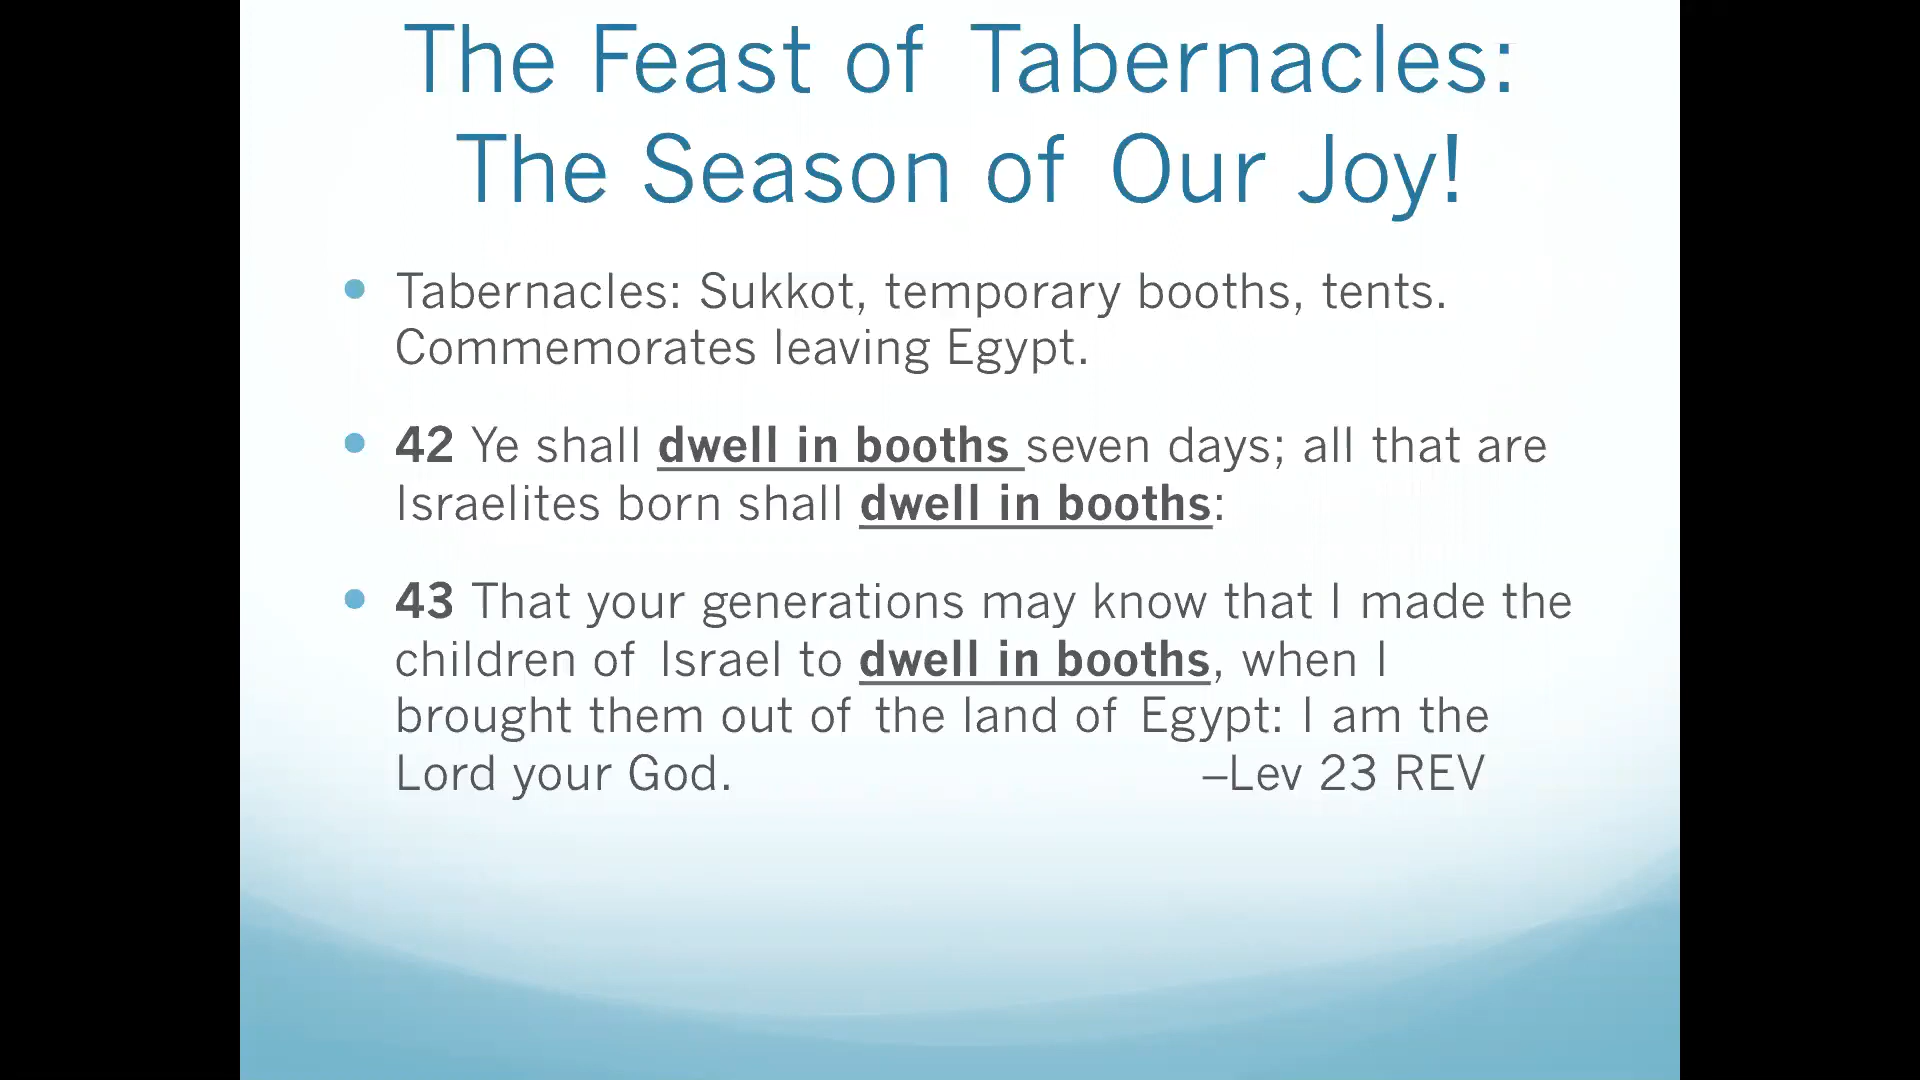 The Feast of Tabernacles:
The Season of Our Joy!
• Tabernacles: Sukkot, temporary booths, tents.
Commemorates leaving Egypt.
• 42 Ye shall dwell in booths seven days; all that are
Israelites born shall dwell in booths:
• 43 That your generations may know that I made the
children of Israel to dwell in booths, when I
brought them out of the land of Egypt: I am the
Lord your God. –Lev 23 REV